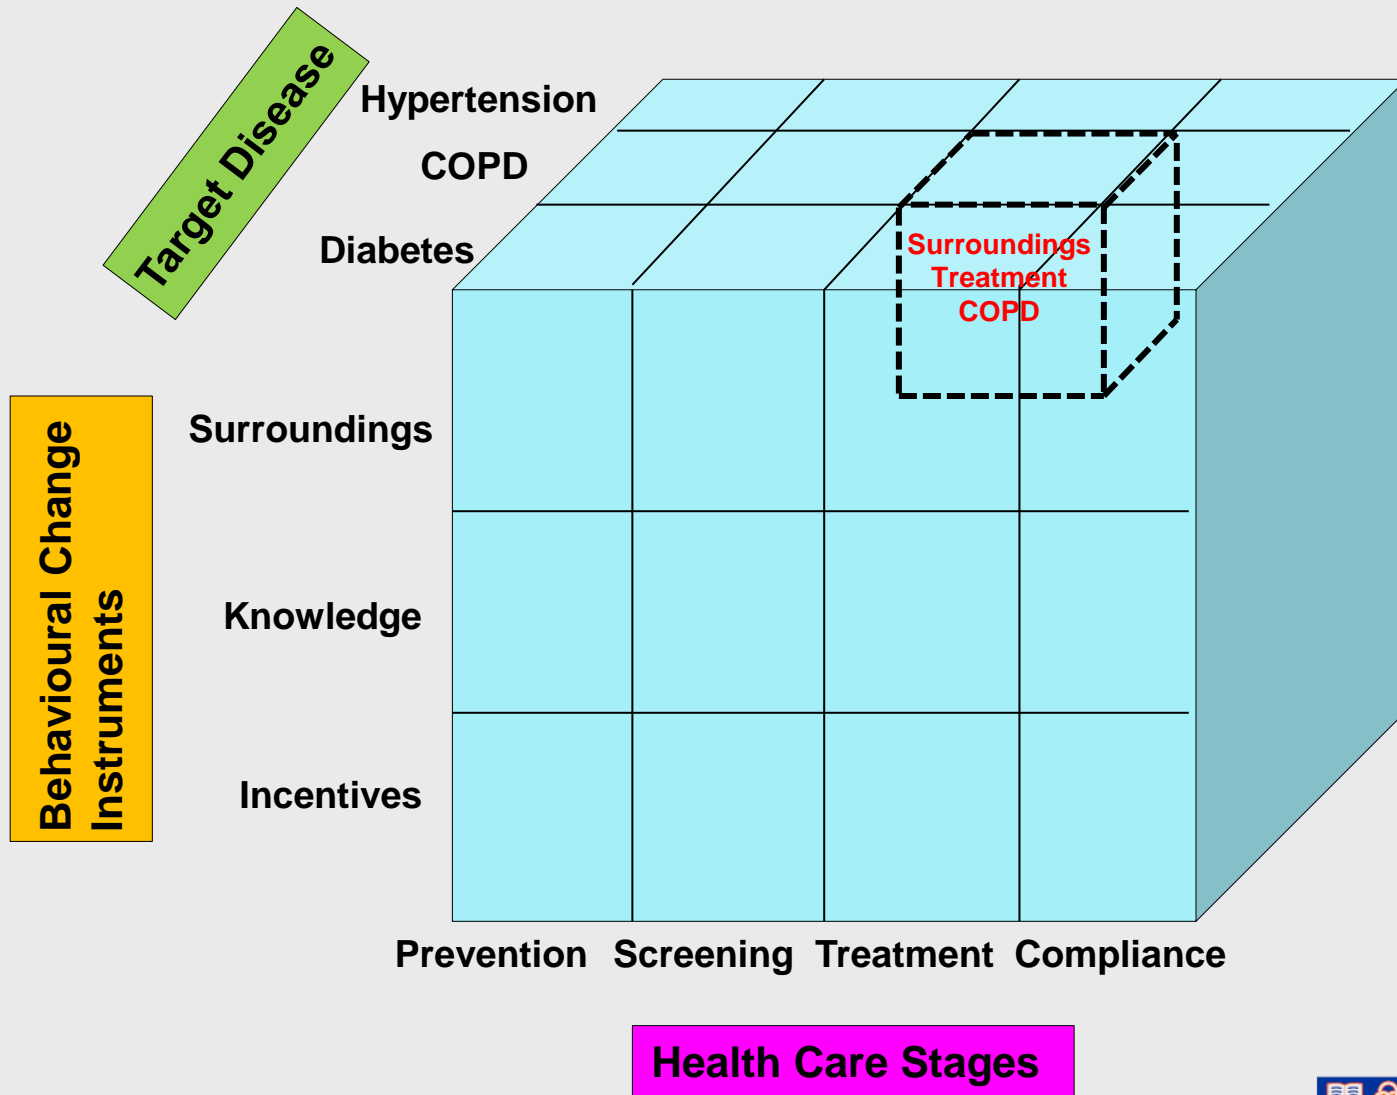 Target Disease
Hypertension
COPD
Diabetes
Surroundings
Treatment
COPD
Behavioural Change
Instruments
Surroundings
Knowledge
Incentives
Prevention Screening Treatment Compliance
Health Care Stages